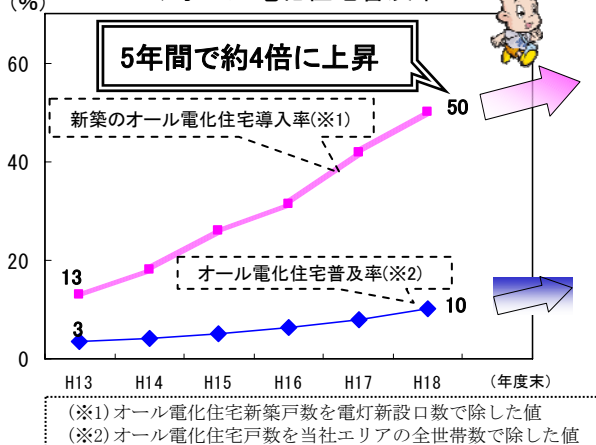 (%)
5年間で約4倍に上昇
60
50
新築のオール電化住宅導入率(※1)
40
20
13
オール電化住宅普及率(※2)
10
3
0
H13 H14 H15 H16 H17 H18 (年度末)
(※1)オール電化住宅新築戸数を電灯新設口数で除した値
(※2)オール電化住宅戸数を当社エリアの全世帯数で除した値